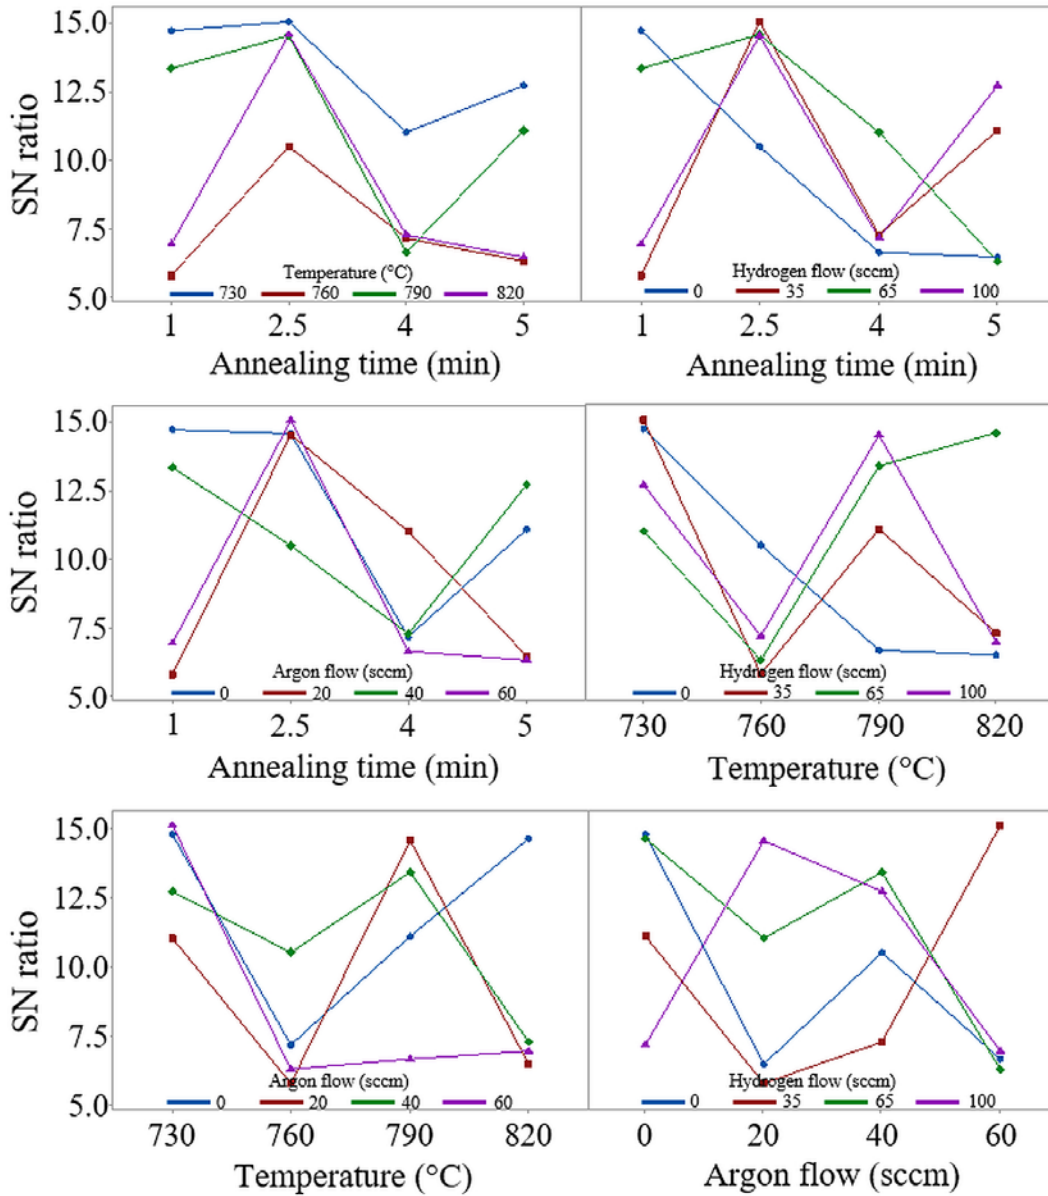 SN ratio
15.0
12.5
10.0
7.5
5.0
Temperature (°C)
730 760 790 820
1 2.5 4 5
Annealing time (min)
Hydrogen flow (sccm)
0 35 65 100
1 2.5 4 5
Annealing time (min)
SN ratio
15.0
12.5
10.0
7.5
5.0
Argon flow (sccm)
0 20 40 60
1 2.5 4 5
Annealing time (min)
Hydrogen flow (sccm)
0 35 65 100
730 760 790 820
Temperature (°C)
SN ratio
15.0
12.5
10.0
7.5
5.0
Argon flow (sccm)
0 20 40 60
730 760 790 820
Temperature (°C)
Hydrogen flow (sccm)
0 35 65 100
0 20 40 60
Argon flow (sccm)